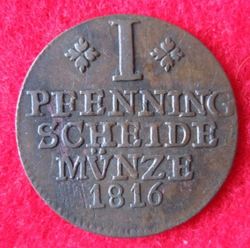 I
PFENNING
SCHEIDE
MÜNZE
1816